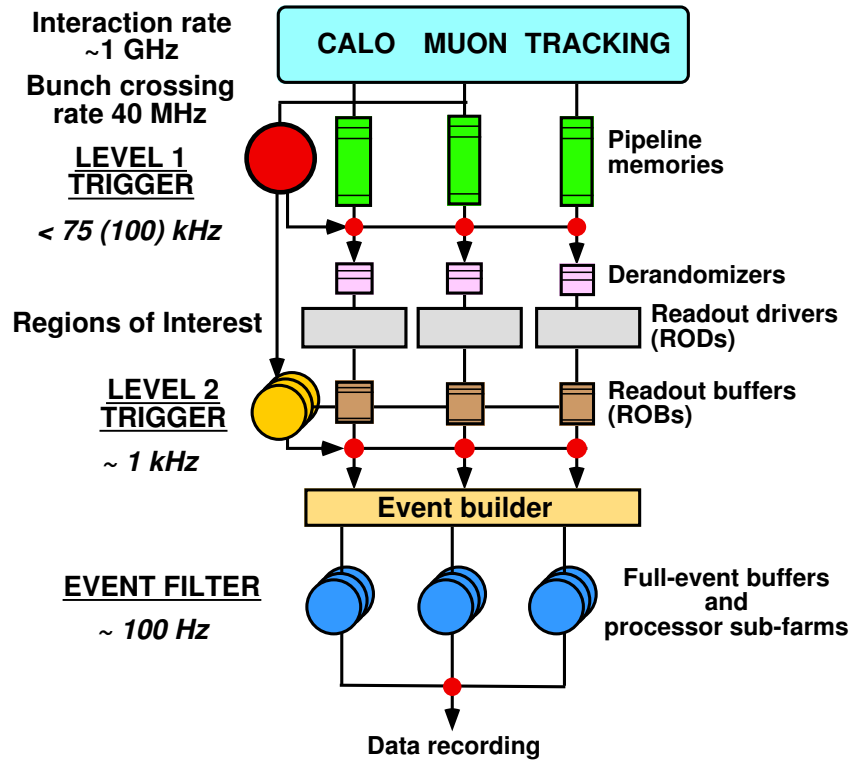 Interaction rate
~1 GHz
CALO MUON TRACKING
Bunch crossing
rate 40 MHz
LEVEL 1
TRIGGER
< 75 (100) kHz
Pipeline
memories
Derandomizers
Regions of Interest
Readout drivers
(RODs)
LEVEL 2
TRIGGER
~ 1 kHz
Readout buffers
(ROBs)
Event builder
EVENT FILTER
~ 100 Hz
Full-event buffers
and
processor sub-farms
Data recording